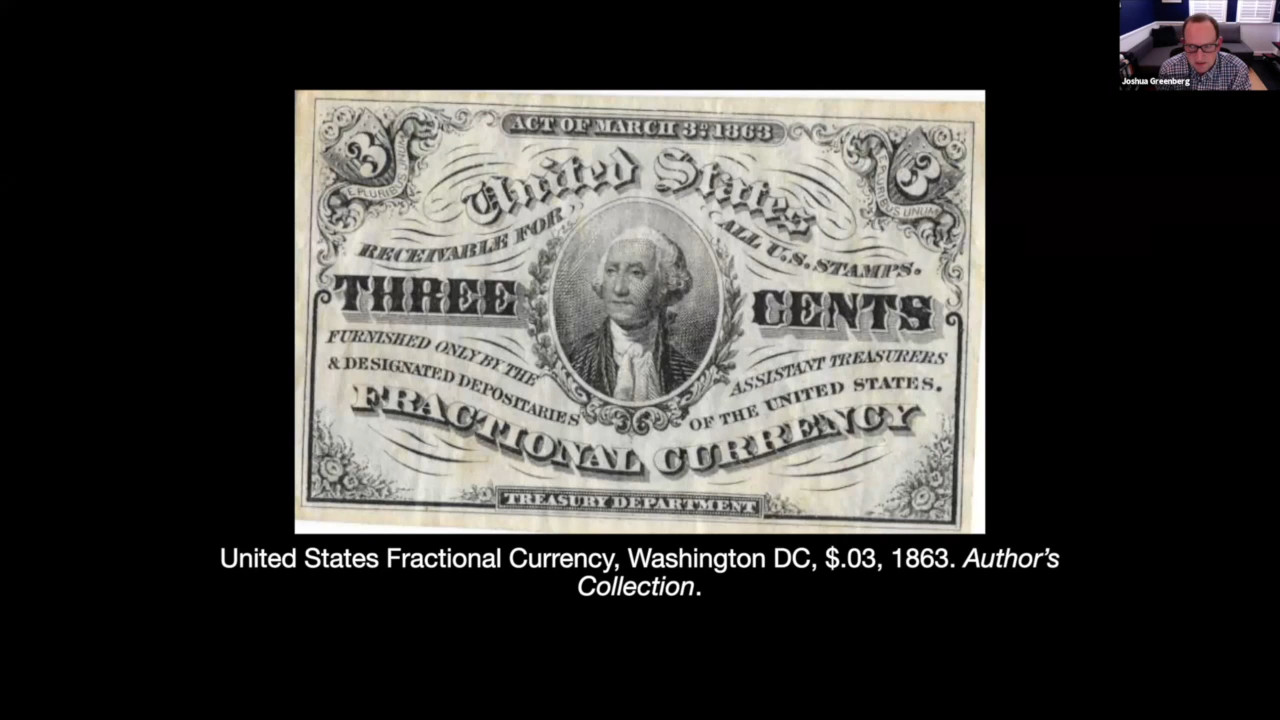 Joshua Greenberg
ACT OF MARCH 3D 1863
3
3
E PLURIBUS UNUM
E PLURIBUS UNUM
United States
RECEIVABLE FOR ALL U.S. STAMPS.
THREE CENTS
FURNISHED ONLY BY THE ASSISTANT TREASURERS
& DESIGNATED DEPOSITARIES OF THE UNITED STATES.
FRACTIONAL CURRENCY
TREASURY DEPARTMENT
United States Fractional Currency, Washington DC, $.03, 1863. Author’s
Collection.